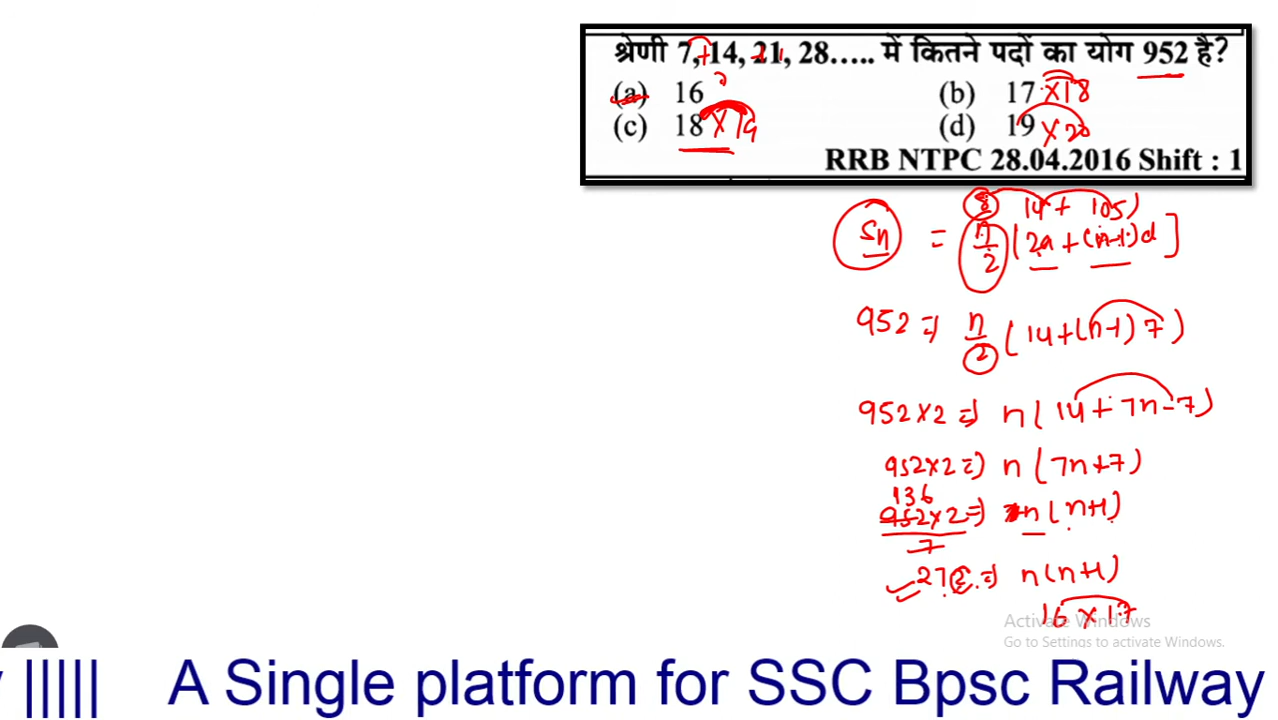 श्रेणी 7, 14, 21, 28..... में कितने पदों का योग 952 है?
(a) 16 (b) 17 ×18
(c) 18 × 19 (d) 19 × 20
RRB NTPC 28.04.2016 Shift : 1
14 + 105)
Sn = n/2 [2a + (n-1)d]
952 ⇒ n/2 (14+(n-1)7)
952×2 ⇒ n(14+7n-7)
952×2 ⇒ n(7n+7)
136
952×2/7 ⇒ n(n+1)
272 ⇒ n(n+1)
16 × 17
Activate Windows
Go to Settings to activate Windows.
||||| A Single platform for SSC Bpsc Railway